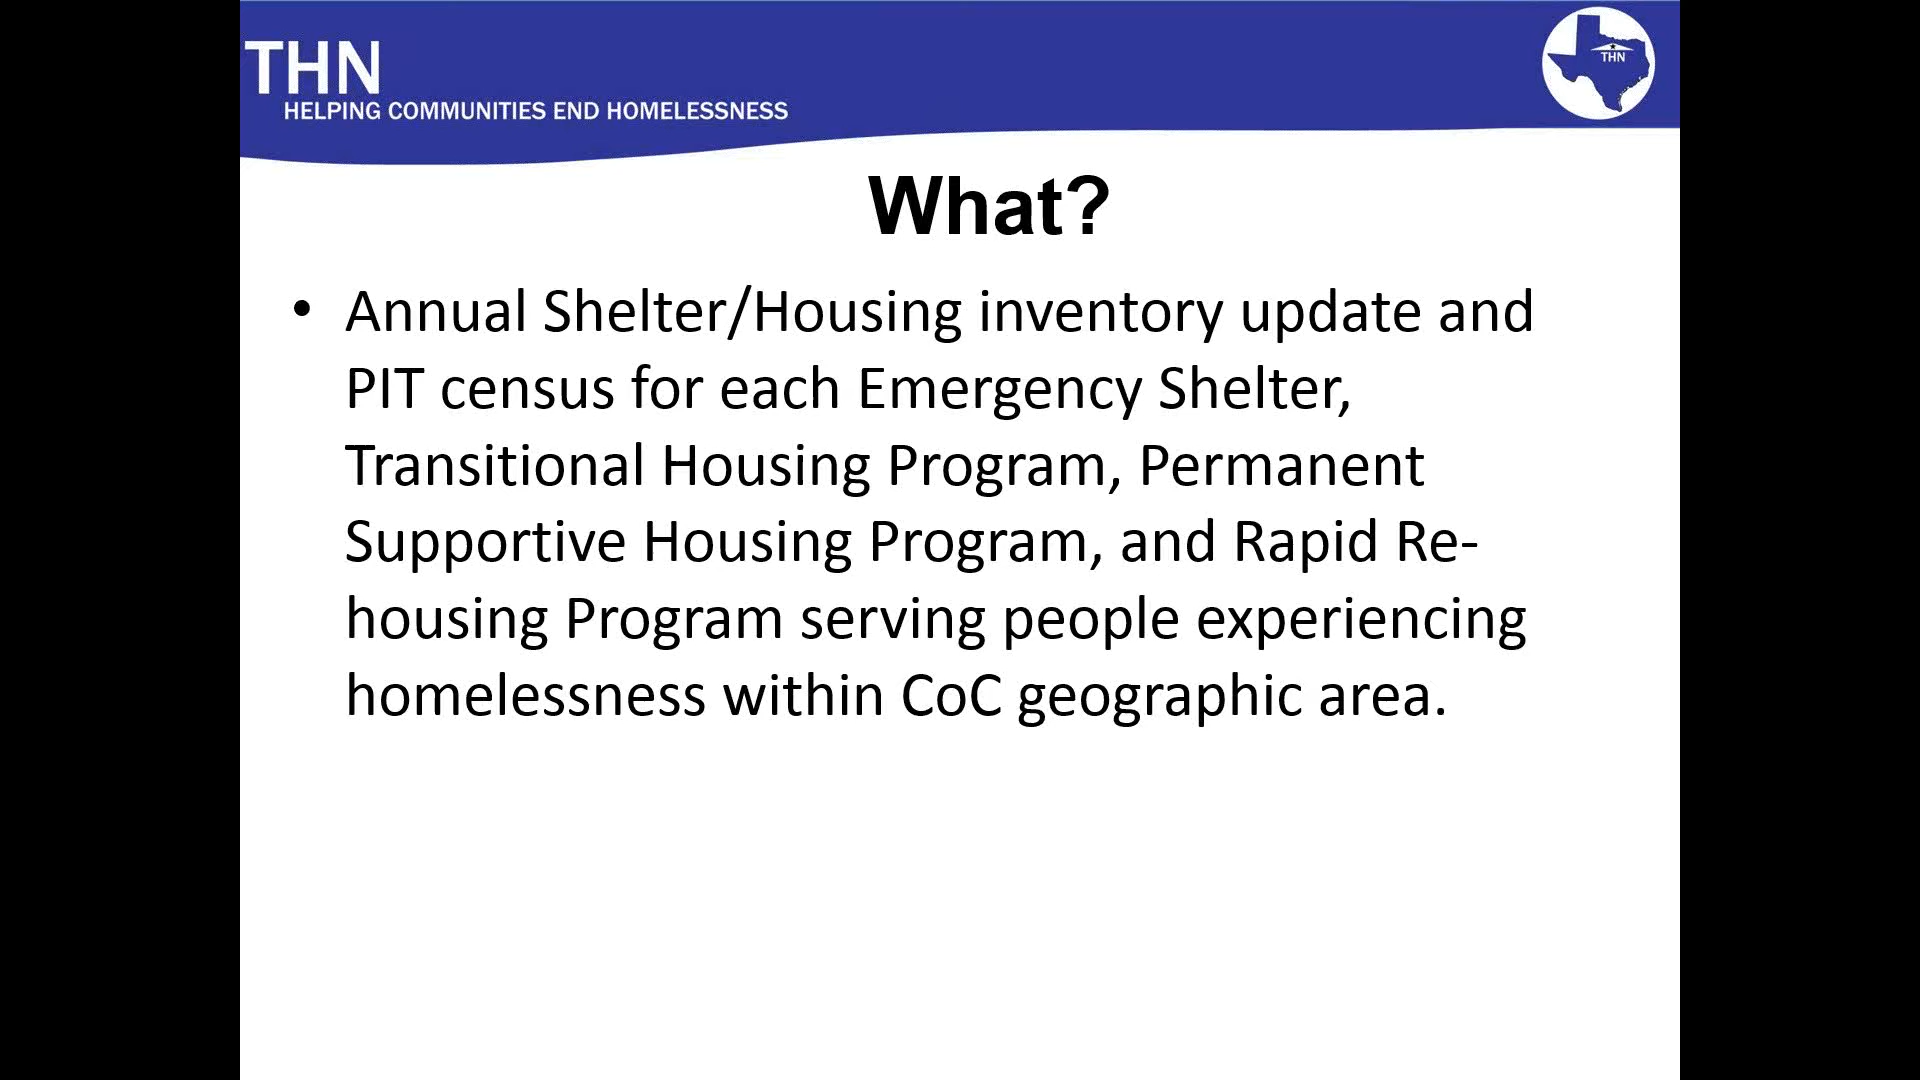 THN
HELPING COMMUNITIES END HOMELESSNESS
THN
What?
• Annual Shelter/Housing inventory update and
PIT census for each Emergency Shelter,
Transitional Housing Program, Permanent
Supportive Housing Program, and Rapid Re-
housing Program serving people experiencing
homelessness within CoC geographic area.